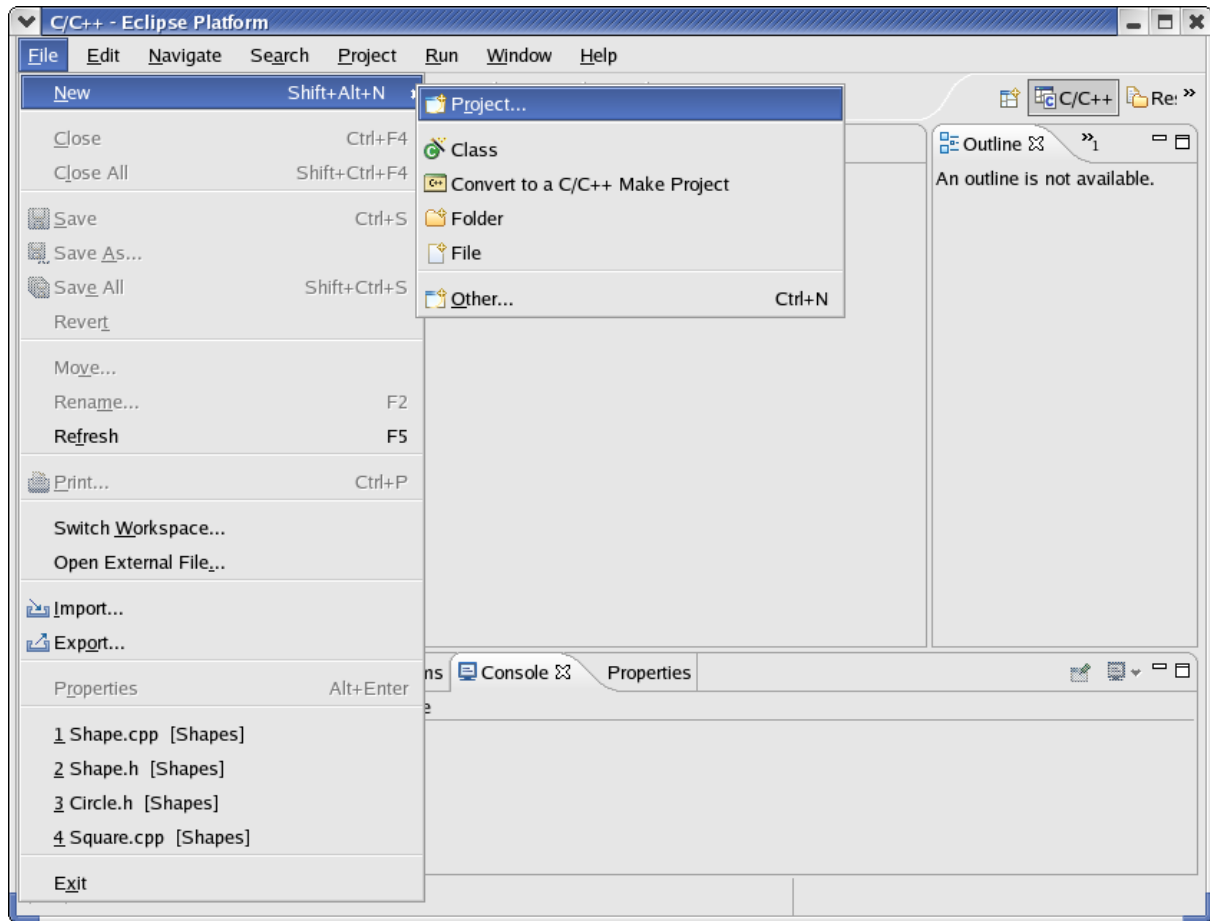 C/C++ - Eclipse Platform
File Edit Navigate Search Project Run Window Help
New Shift+Alt+N
Close Ctrl+F4
Close All Shift+Ctrl+F4
Save Ctrl+S
Save As...
Save All Shift+Ctrl+S
Revert
Move...
Rename... F2
Refresh F5
Print... Ctrl+P
Switch Workspace...
Open External File...
Import...
Export...
Properties Alt+Enter
1 Shape.cpp [Shapes]
2 Shape.h [Shapes]
3 Circle.h [Shapes]
4 Square.cpp [Shapes]
Exit
Project...
Class
Convert to a C/C++ Make Project
Folder
File
Other... Ctrl+N
C/C++ Re: »
Outline »1
An outline is not available.
ms Console Properties